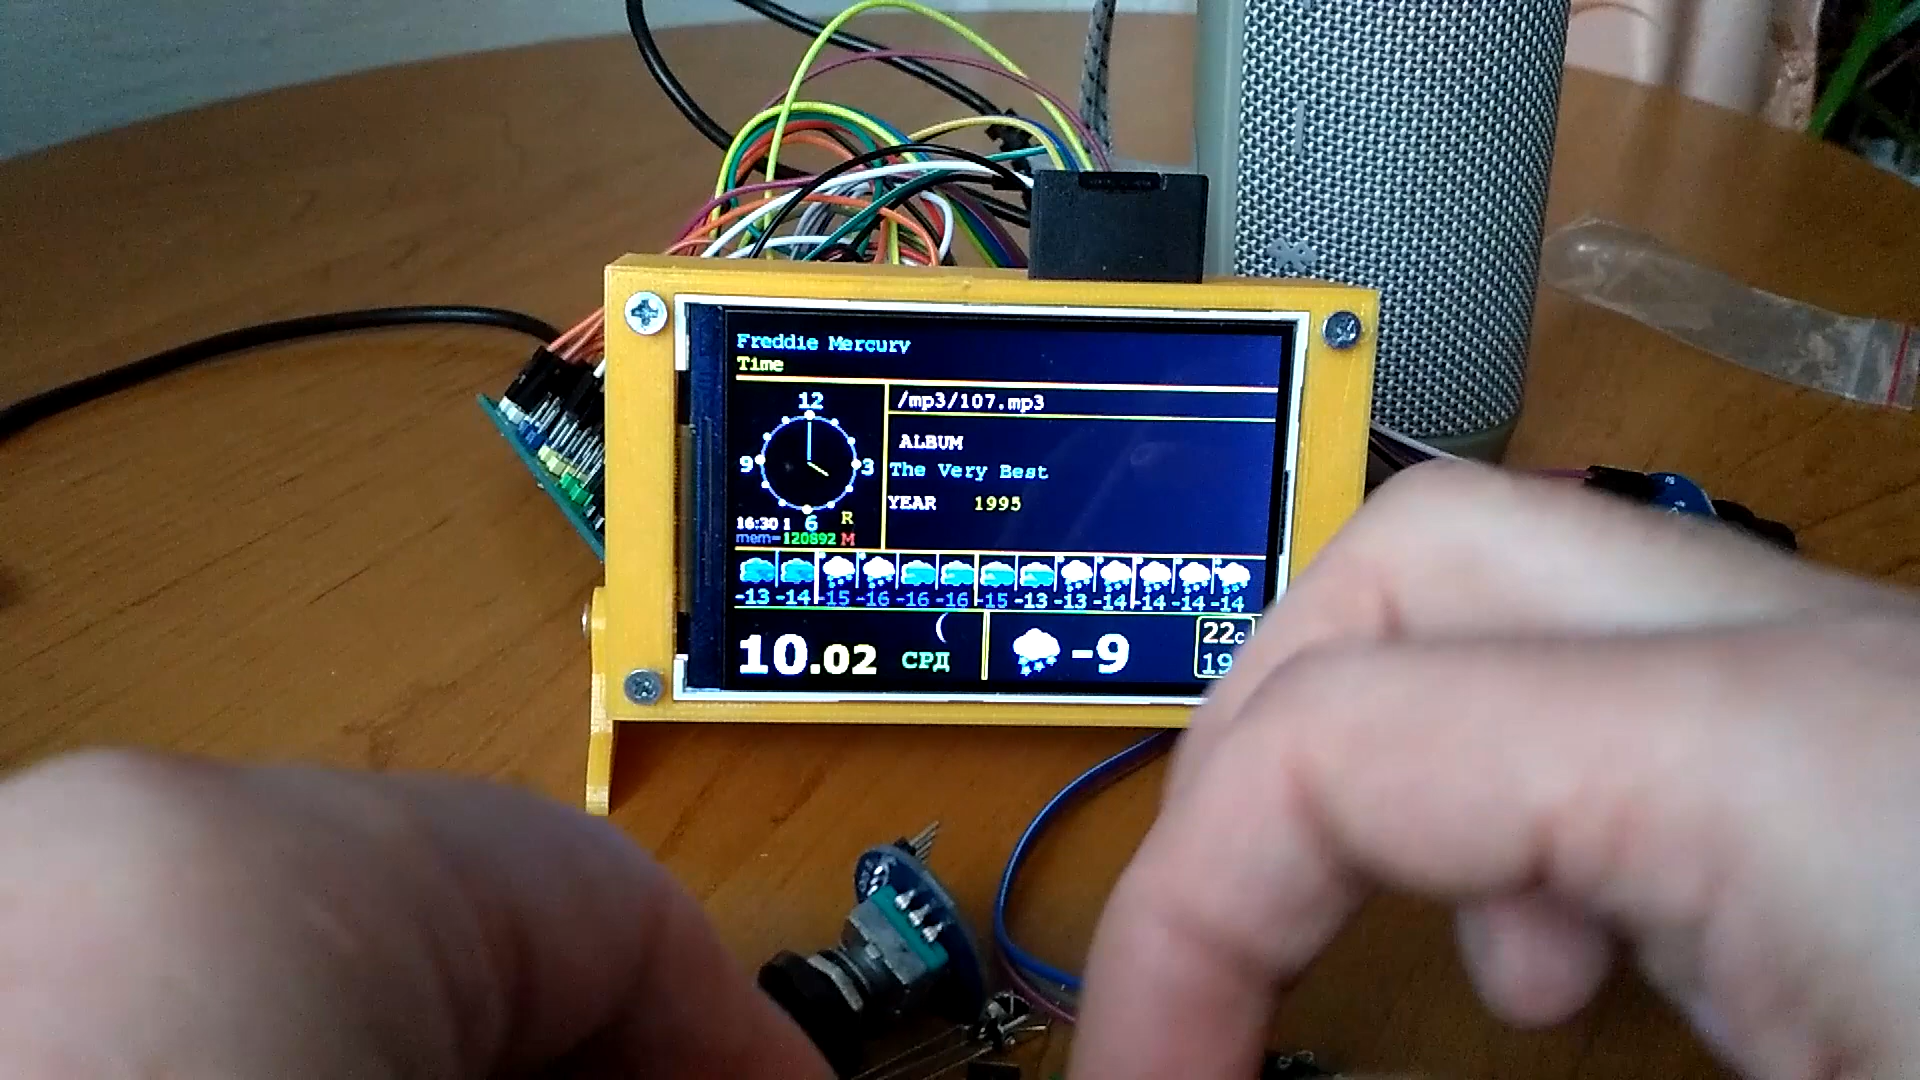 Freddie Mercury
Time
/mp3/107.mp3
12
9 3
6
ALBUM
The Very Best
YEAR 1995
16:30 R
mem=120892 M
-13 -14 -15 -16 -16 -16 -15 -13 -13 -14 -14 -14 -14
10.02 СРД -9
22c
19